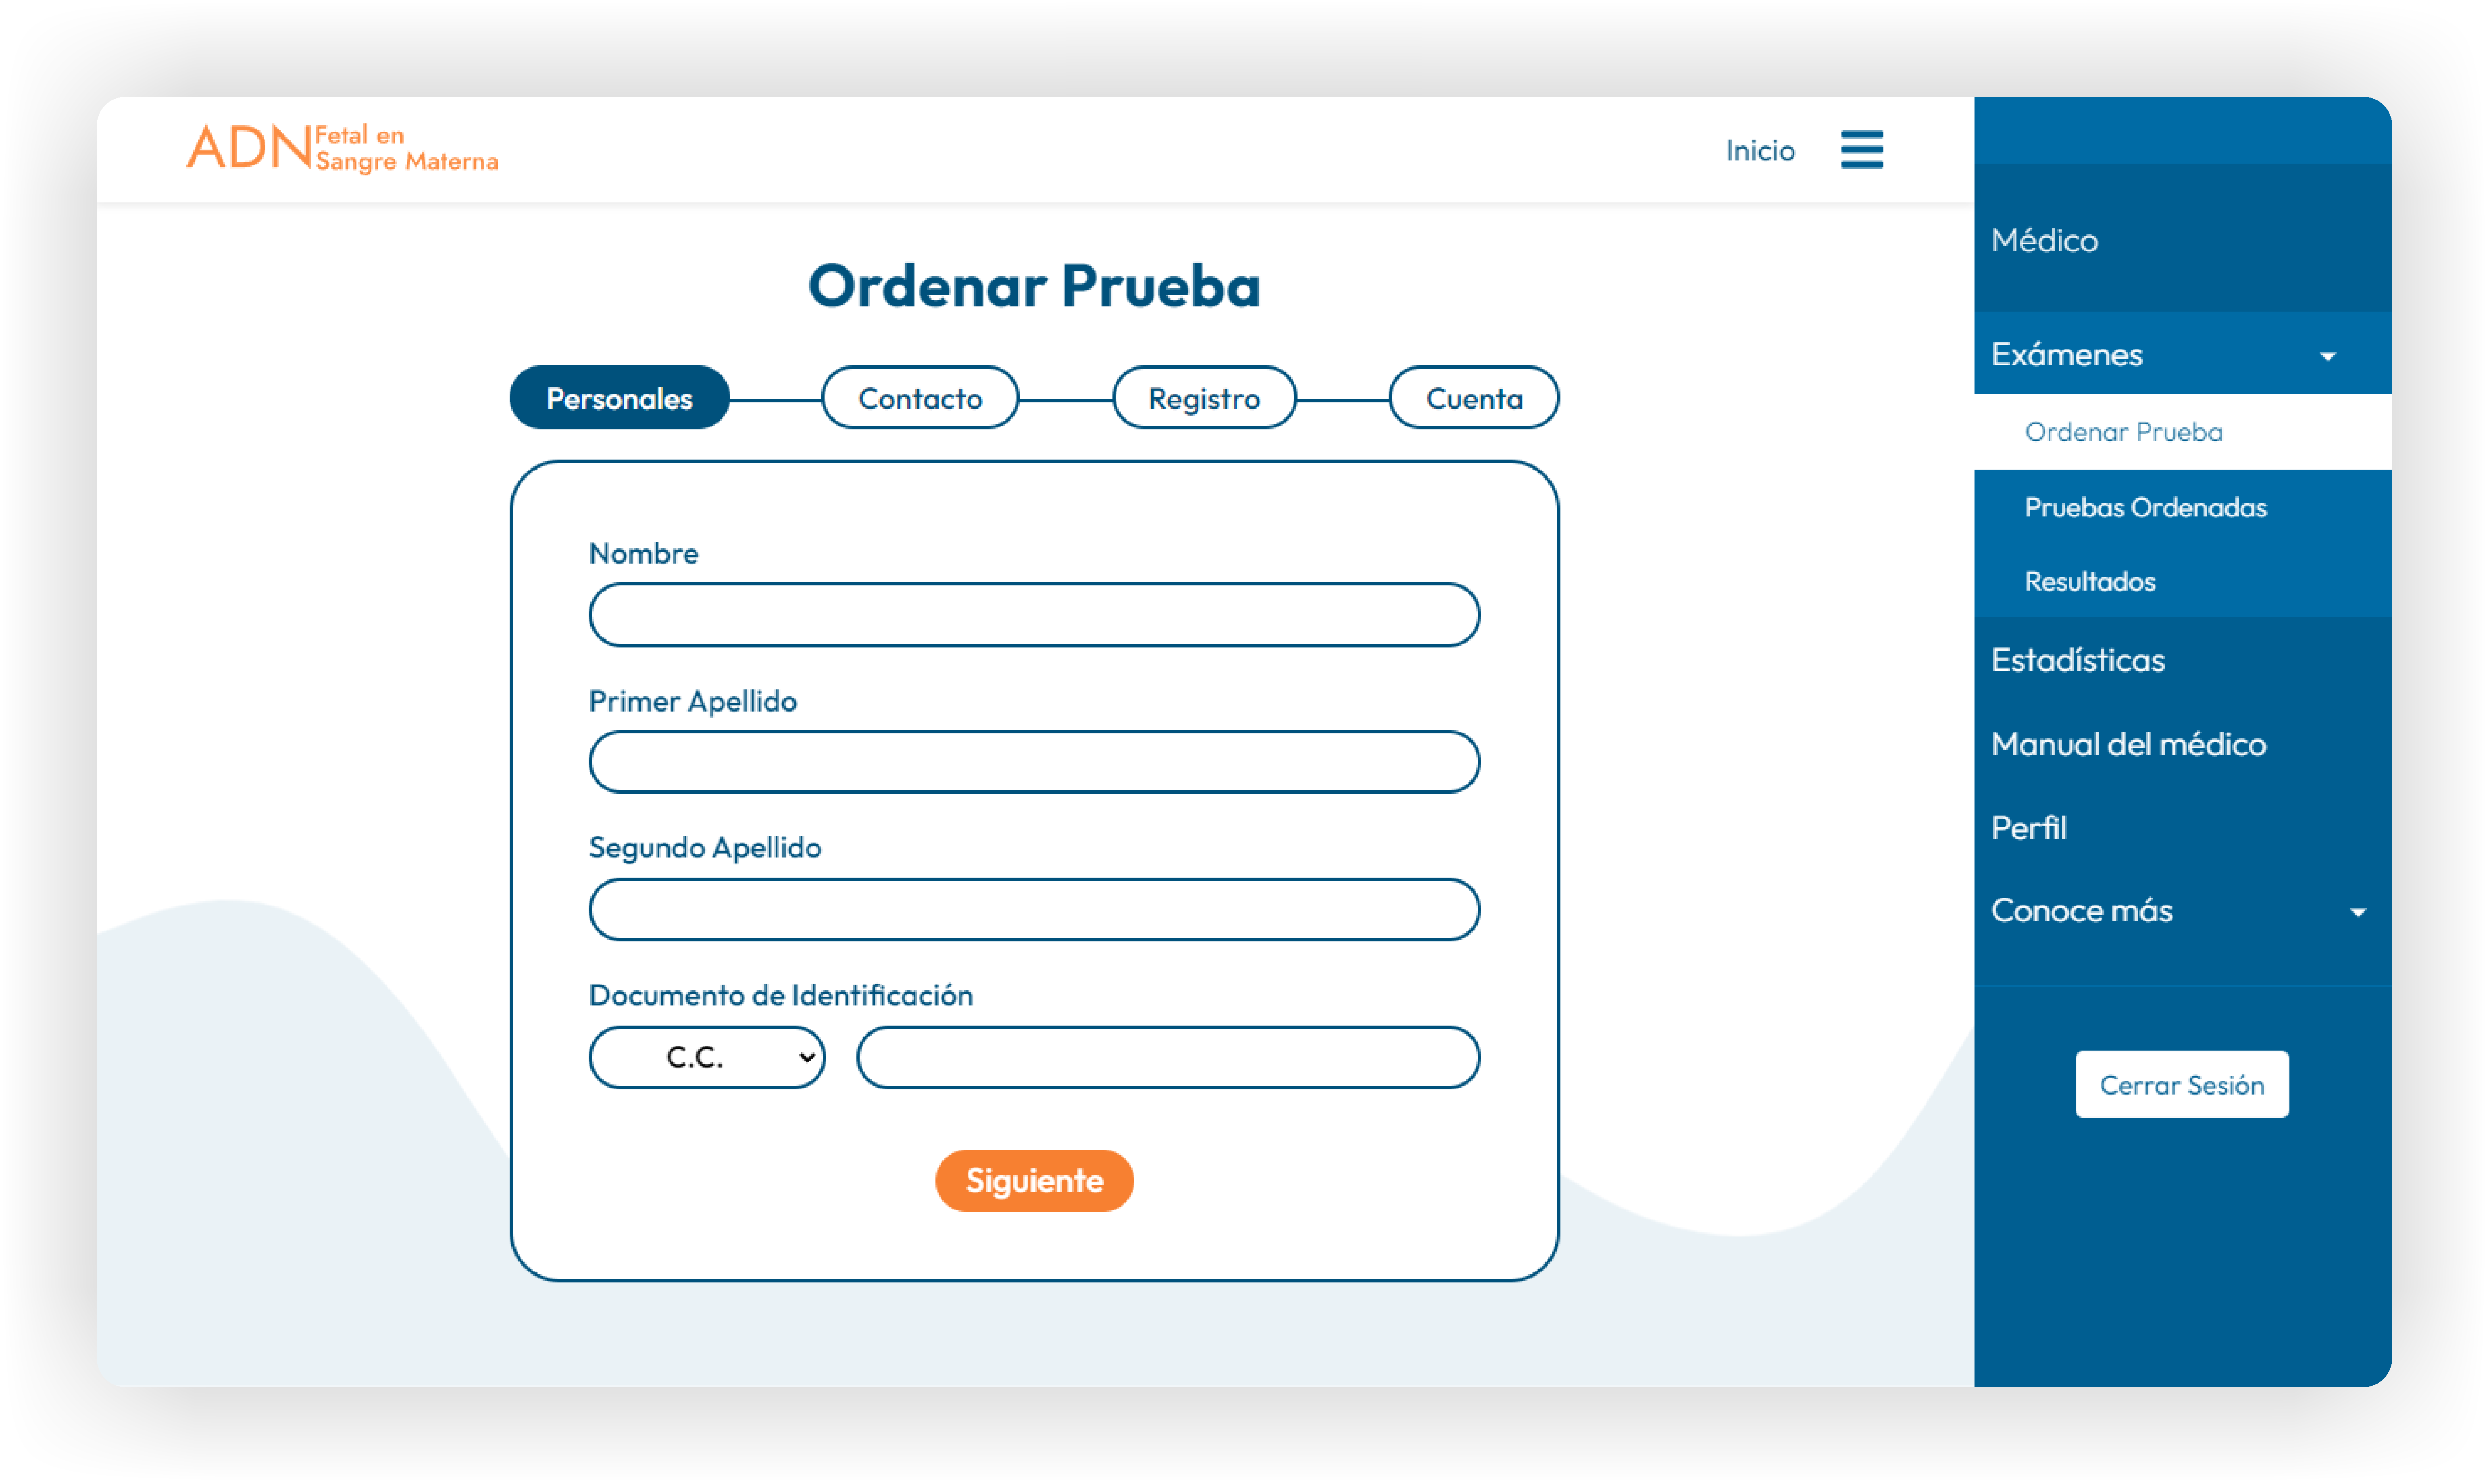 ADN Fetal en
Sangre Materna
Inicio
Ordenar Prueba
Personales
Contacto
Registro
Cuenta
Nombre
Primer Apellido
Segundo Apellido
Documento de Identificación
C.C.
Siguiente
Médico
Exámenes
Ordenar Prueba
Pruebas Ordenadas
Resultados
Estadísticas
Manual del médico
Perfil
Conoce más
Cerrar Sesión